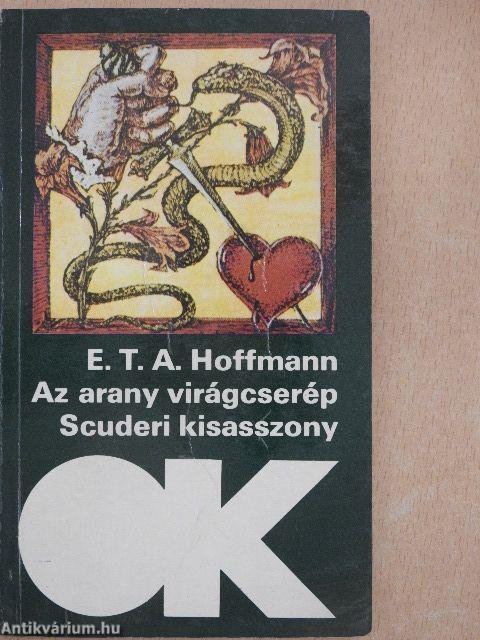 E. T. A. Hoffmann
Az arany virágcserép
Scuderi kisasszony
OK
Antikvárium.hu